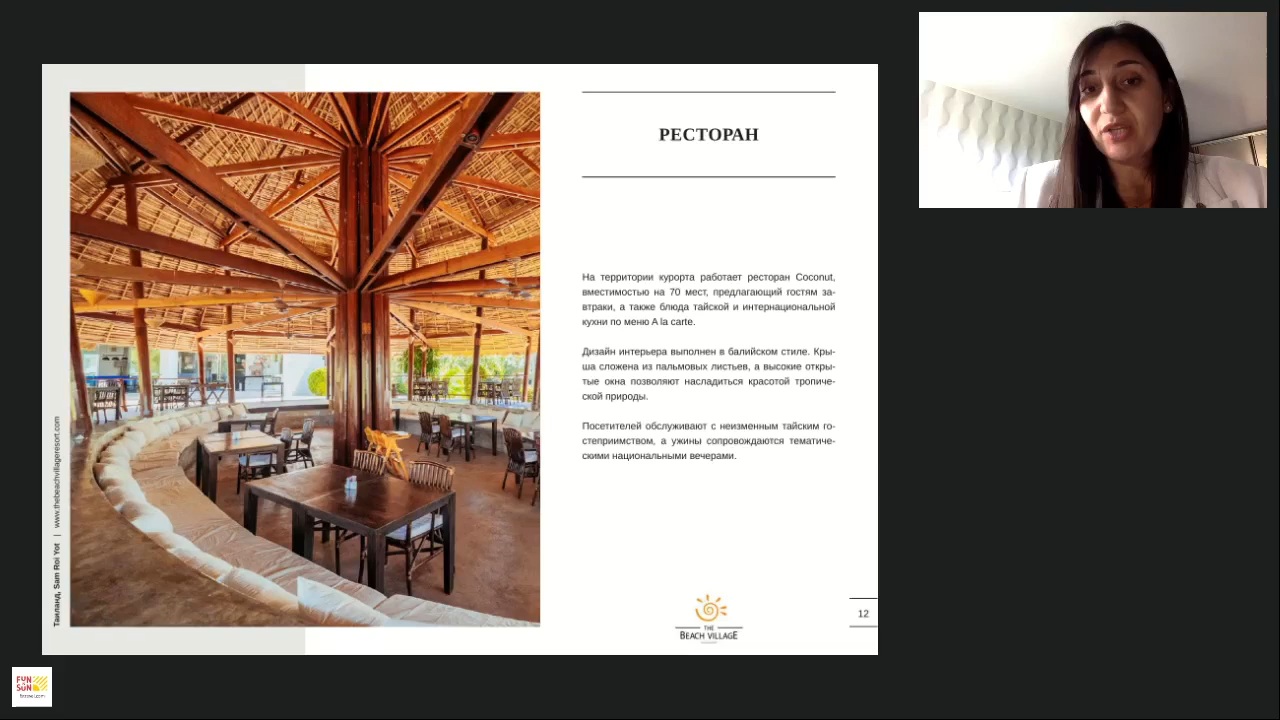 РЕСТОРАН
На территории курорта работает ресторан Coconut,
вместимостью на 70 мест, предлагающий гостям за-
втраки, а также блюда тайской и интернациональной
кухни по меню A la carte.
Дизайн интерьера выполнен в балийском стиле. Кры-
ша сложена из пальмовых листьев, а высокие откры-
тые окна позволяют насладиться красотой тропиче-
ской природы.
Посетителей обслуживают с неизменным тайским го-
степриимством, а ужины сопровождаются тематиче-
скими национальными вечерами.
Таиланд, Sam Roi Yot | www.thebeachvillageresort.com
THE
BEACH VILLAGE
12
FUN
SUN